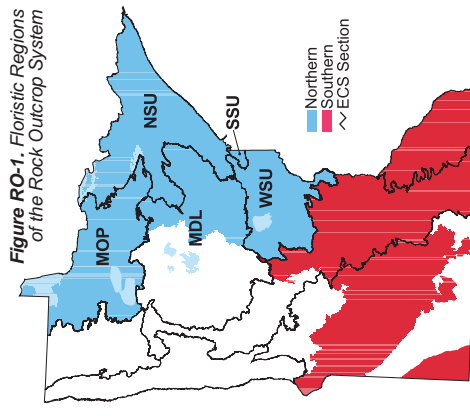 Figure RO-1. Floristic Regions
of the Rock Outcrop System
MOP
NSU
MDL
SSU
WSU
Northern
Southern
ECS Section